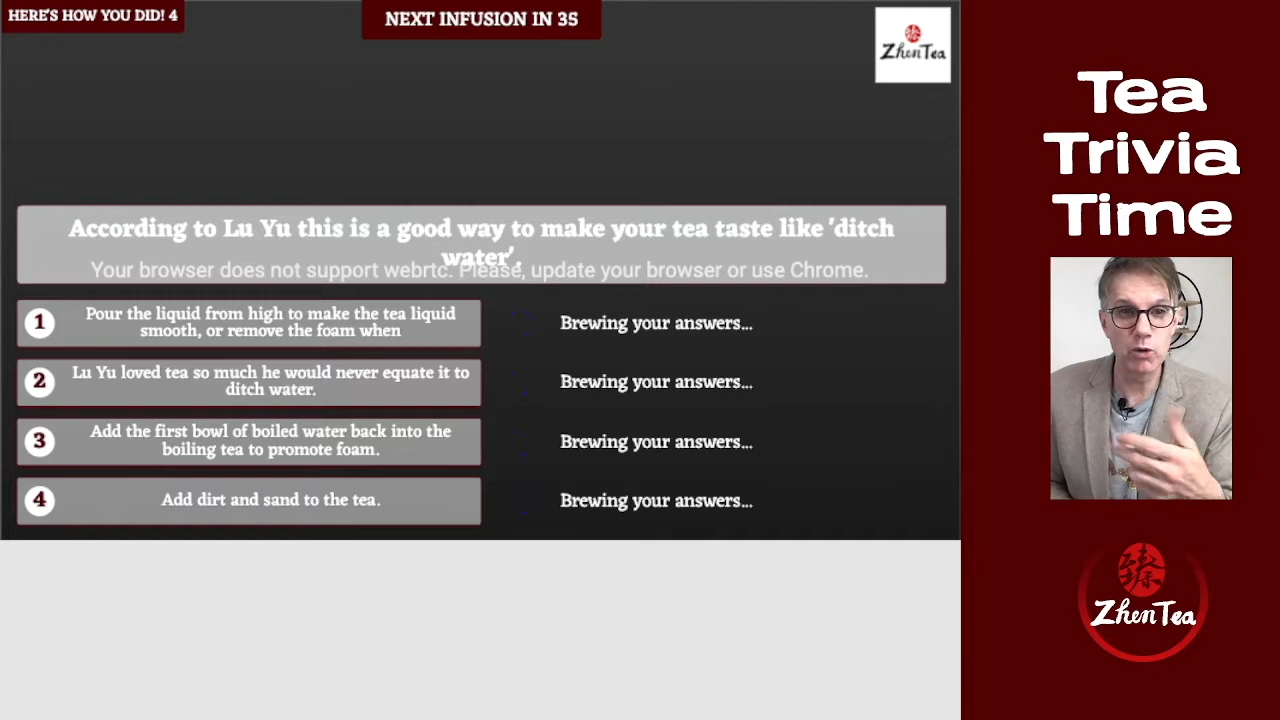 HERE'S HOW YOU DID! 4
NEXT INFUSION IN 35
ZhenTea
According to Lu Yu this is a good way to make your tea taste like 'ditch
water'.
Your browser does not support webrtc. Please, update your browser or use Chrome.
1
Pour the liquid from high to make the tea liquid
smooth, or remove the foam when
Brewing your answers...
2
Lu Yu loved tea so much he would never equate it to
ditch water.
Brewing your answers...
3
Add the first bowl of boiled water back into the
boiling tea to promote foam.
Brewing your answers...
4
Add dirt and sand to the tea.
Brewing your answers...
Tea
Trivia
Time
臻
ZhenTea